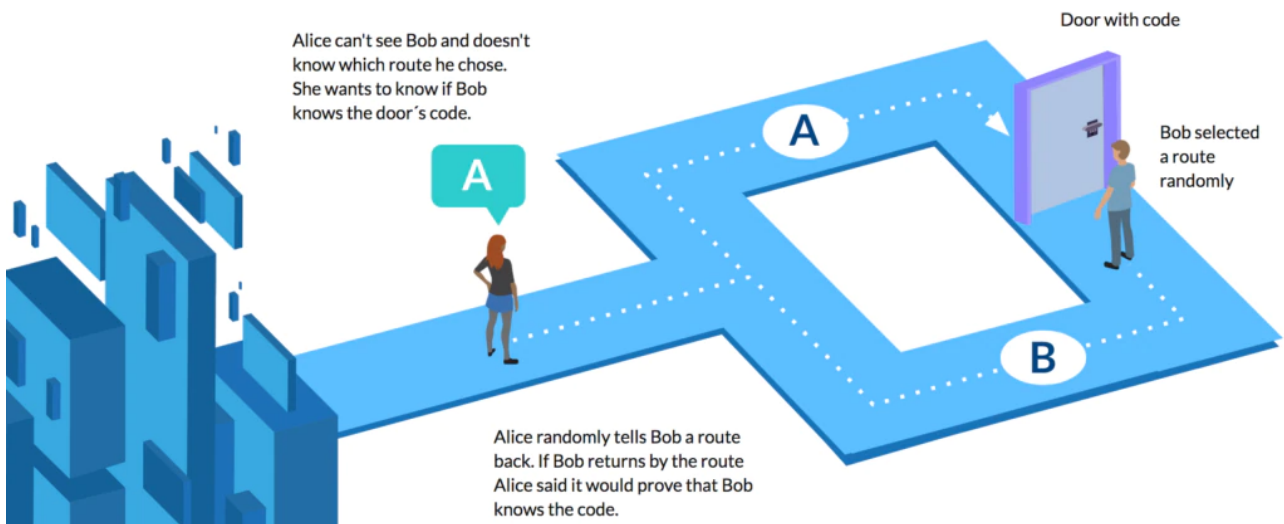 Door with code
Alice can't see Bob and doesn't
know which route he chose.
She wants to know if Bob
knows the door´s code.
A
A
Bob selected
a route
randomly
B
Alice randomly tells Bob a route
back. If Bob returns by the route
Alice said it would prove that Bob
knows the code.